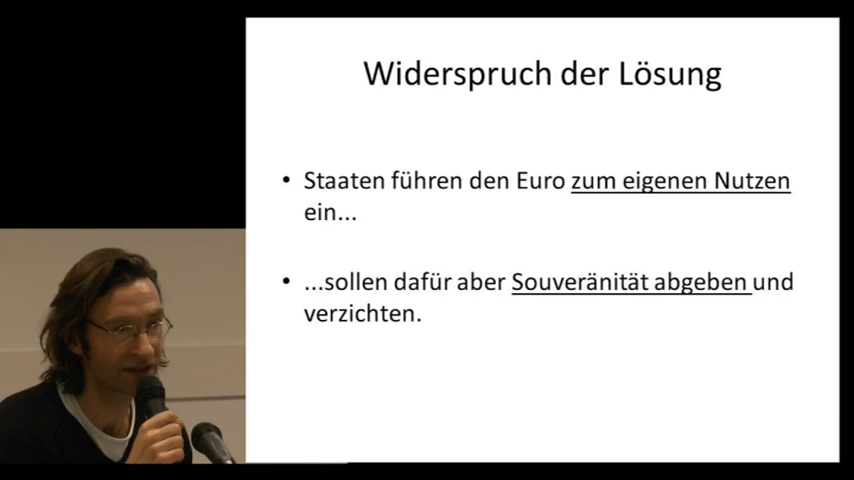 Widerspruch der Lösung
• Staaten führen den Euro zum eigenen Nutzen
ein...
• ...sollen dafür aber Souveränität abgeben und
verzichten.